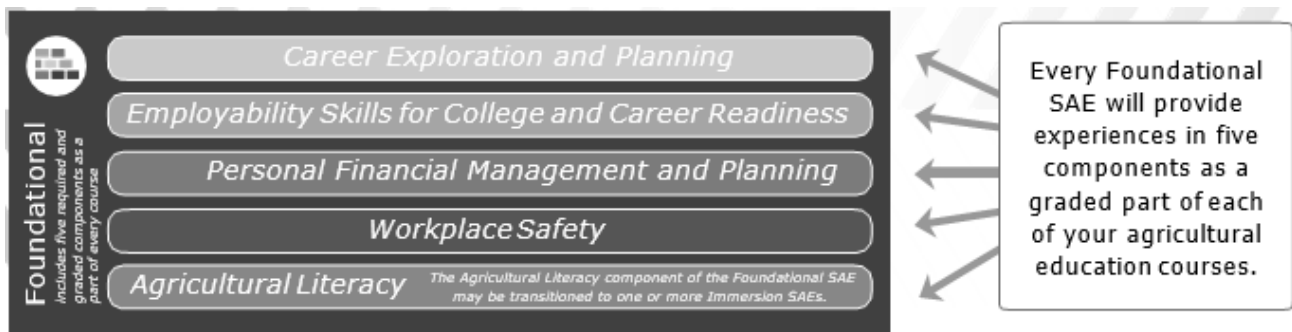 Foundational
includes five required and
graded components as a
part of every course
Career Exploration and Planning
Employability Skills for College and Career Readiness
Personal Financial Management and Planning
Workplace Safety
Agricultural Literacy
The Agricultural Literacy component of the Foundational SAE
may be transitioned to one or more Immersion SAEs.
Every Foundational
SAE will provide
experiences in five
components as a
graded part of each
of your agricultural
education courses.